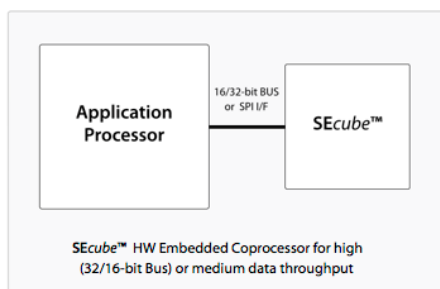 Application
Processor
16/32-bit BUS
or SPI I/F
SEcube™
SEcube™ HW Embedded Coprocessor for high
(32/16-bit Bus) or medium data throughput